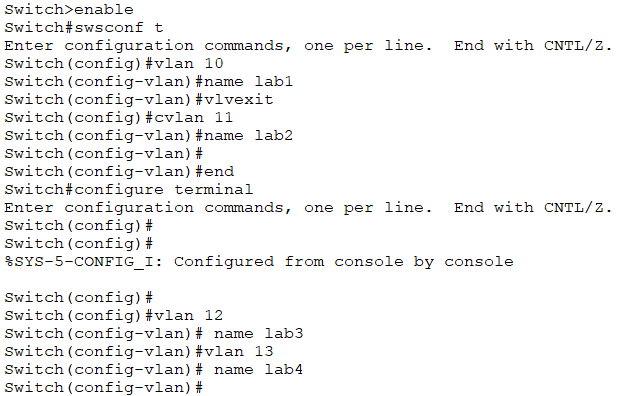 Switch>enable
Switch#swsconf t
Enter configuration commands, one per line.  End with CNTL/Z.
Switch(config)#vlan 10
Switch(config-vlan)#name lab1
Switch(config-vlan)#vlvexit
Switch(config)#cvlan 11
Switch(config-vlan)#name lab2
Switch(config-vlan)#
Switch(config-vlan)#end
Switch#configure terminal
Enter configuration commands, one per line.  End with CNTL/Z.
Switch(config)#
Switch(config)#
%SYS-5-CONFIG_I: Configured from console by console
Switch(config)#
Switch(config)#vlan 12
Switch(config-vlan)# name lab3
Switch(config-vlan)#vlan 13
Switch(config-vlan)# name lab4
Switch(config-vlan)#